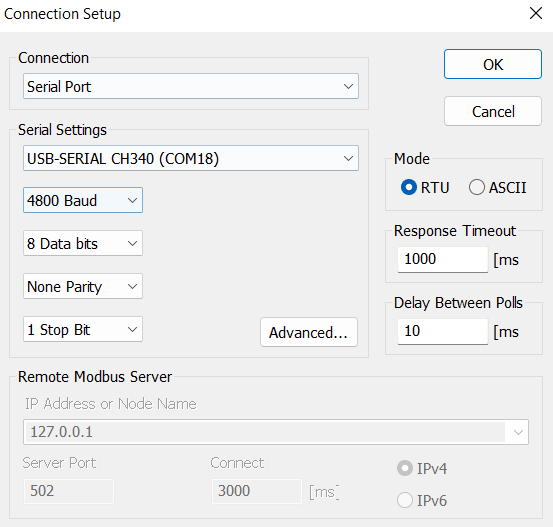 Connection Setup
Connection
OK
Serial Port
Cancel
Serial Settings
USB-SERIAL CH340 (COM18)
Mode
RTU
ASCII
4800 Baud
Response Timeout
8 Data bits
1000
[ms
None Parity
Delay Between Polls
1 Stop Bit
Advanced...
10
[ms
Remote Modbus Server
IP Address or Node Name
127.0.0.1
Server Port
Connect
IPv4
502
3000
[ms]
IPv6